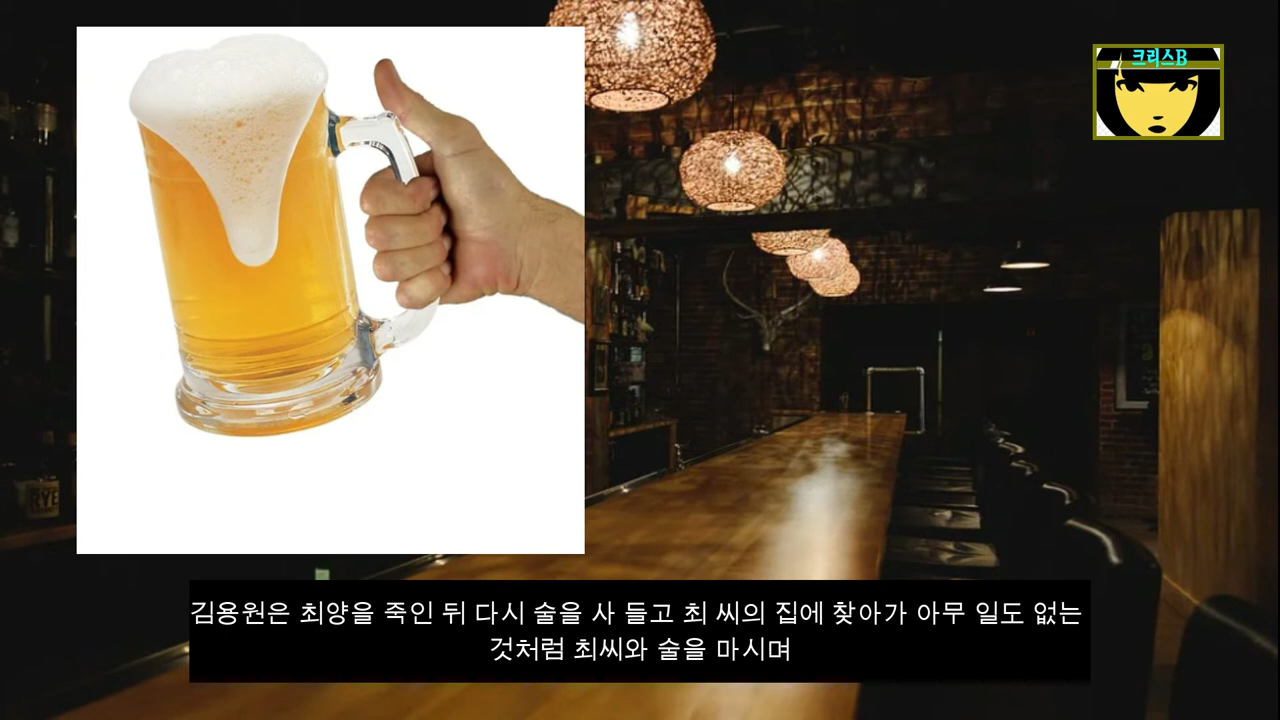 크리스B
RYE
김용원은 최양을 죽인 뒤 다시 술을 사 들고 최 씨의 집에 찾아가 아무 일도 없는
것처럼 최씨와 술을 마시며